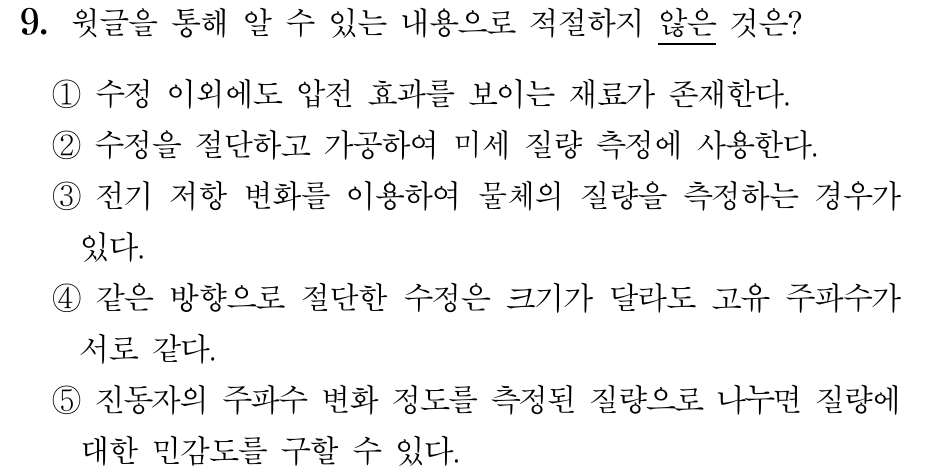 9. 윗글을 통해 알 수 있는 내용으로 적절하지 않은 것은?
① 수정 이외에도 압전 효과를 보이는 재료가 존재한다.
② 수정을 절단하고 가공하여 미세 질량 측정에 사용한다.
③ 전기 저항 변화를 이용하여 물체의 질량을 측정하는 경우가
있다.
④ 같은 방향으로 절단한 수정은 크기가 달라도 고유 주파수가
서로 같다.
⑤ 진동자의 주파수 변화 정도를 측정된 질량으로 나누면 질량에
대한 민감도를 구할 수 있다.